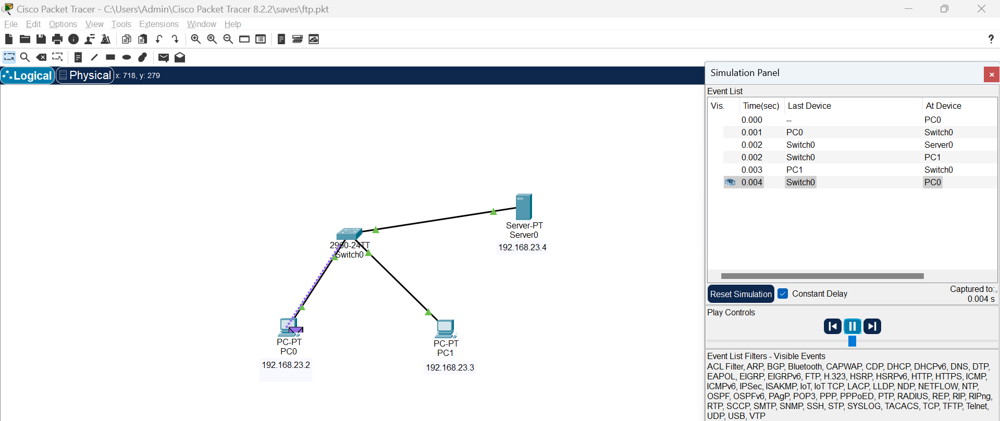 Cisco Packet Tracer - C:\Users\Admin\Cisco Packet Tracer 8.2.2\saves\ftp.pkt
File Edit Options View Tools Extensions Window Help
?
Logical Physical x: 718, y: 279
Simulation Panel
Event List
Vis. Time(sec) Last Device At Device
0.000 -- PC0
0.001 PC0 Switch0
0.002 Switch0 Server0
0.002 Switch0 PC1
0.003 PC1 Switch0
0.004 Switch0 PC0
Server-PT
Server0
192.168.23.4
2960-24TT
Switch0
PC-PT
PC0
192.168.23.2
PC-PT
PC1
192.168.23.3
Reset Simulation Constant Delay
Captured to:
0.004 s
Play Controls
Event List Filters - Visible Events
ACL Filter, ARP, BGP, Bluetooth, CAPWAP, CDP, DHCP, DHCPv6, DNS, DTP,
EAPOL, EIGRP, EIGRPv6, FTP, H.323, HSRP, HSRPv6, HTTP, HTTPS, ICMP,
ICMPv6, IPSec, ISAKMP, IoT, IoT TCP, LACP, LLDP, NDP, NETFLOW, NTP,
OSPF, OSPFv6, PAgP, POP3, PPP, PPPoED, PTP, RADIUS, REP, RIP, RIPng,
RTP, SCCP, SMTP, SNMP, SSH, STP, SYSLOG, TACACS, TCP, TFTP, Telnet,
UDP, USB, VTP